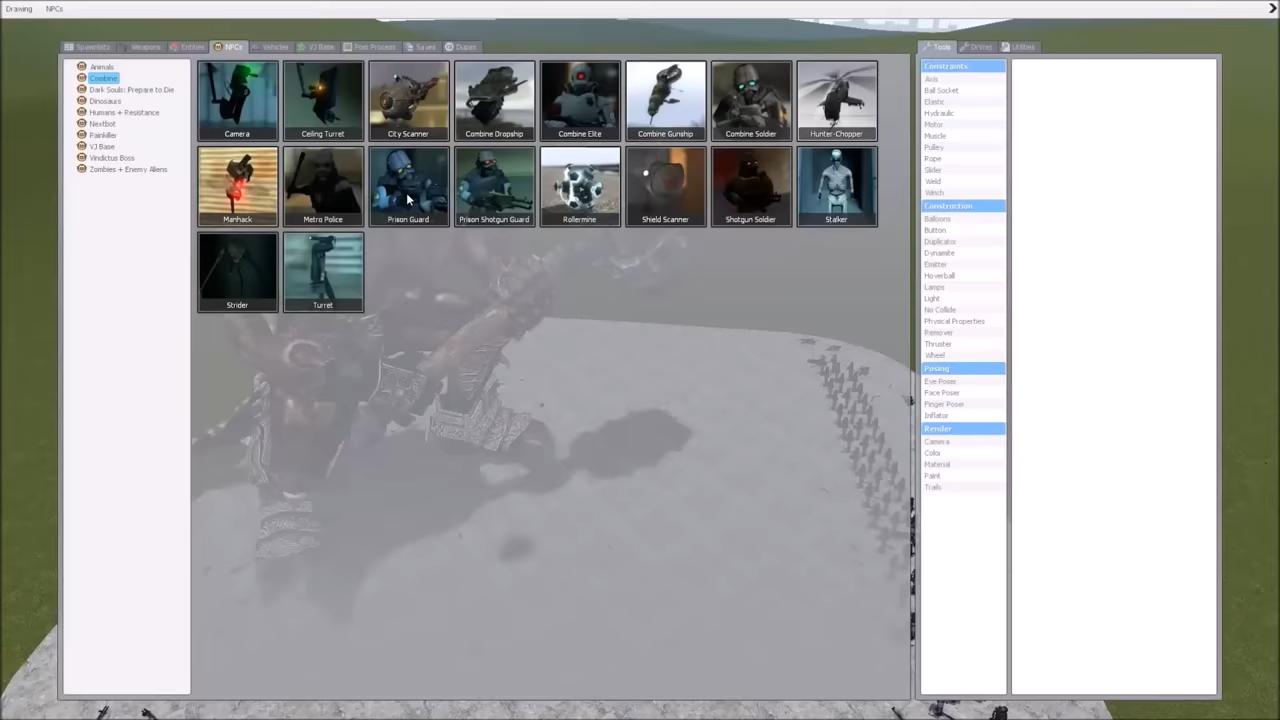 Drawing NPCs
Spawnlists Weapons Entities NPCs Vehicles VJ Base Post Process Saves Dupes
Animals
Combine
Dark Souls: Prepare to Die
Dinosaurs
Humans + Resistance
Nextbot
Painkiller
VJ Base
Vindictus Boss
Zombies + Enemy Aliens
Camera Ceiling Turret City Scanner Combine Dropship Combine Elite Combine Gunship Combine Soldier Hunter-Chopper
Manhack Metro Police Prison Guard Prison Shotgun Guard Rollermine Shield Scanner Shotgun Soldier Stalker
Strider Turret
Tools DrVrej Utilities
Constraints
Axis
Ball Socket
Elastic
Hydraulic
Motor
Muscle
Pulley
Rope
Slider
Weld
Winch
Construction
Balloons
Button
Duplicator
Dynamite
Emitter
Hoverball
Lamps
Light
No Collide
Physical Properties
Remover
Thruster
Wheel
Posing
Eye Poser
Face Poser
Finger Poser
Inflator
Render
Camera
Color
Material
Paint
Trails